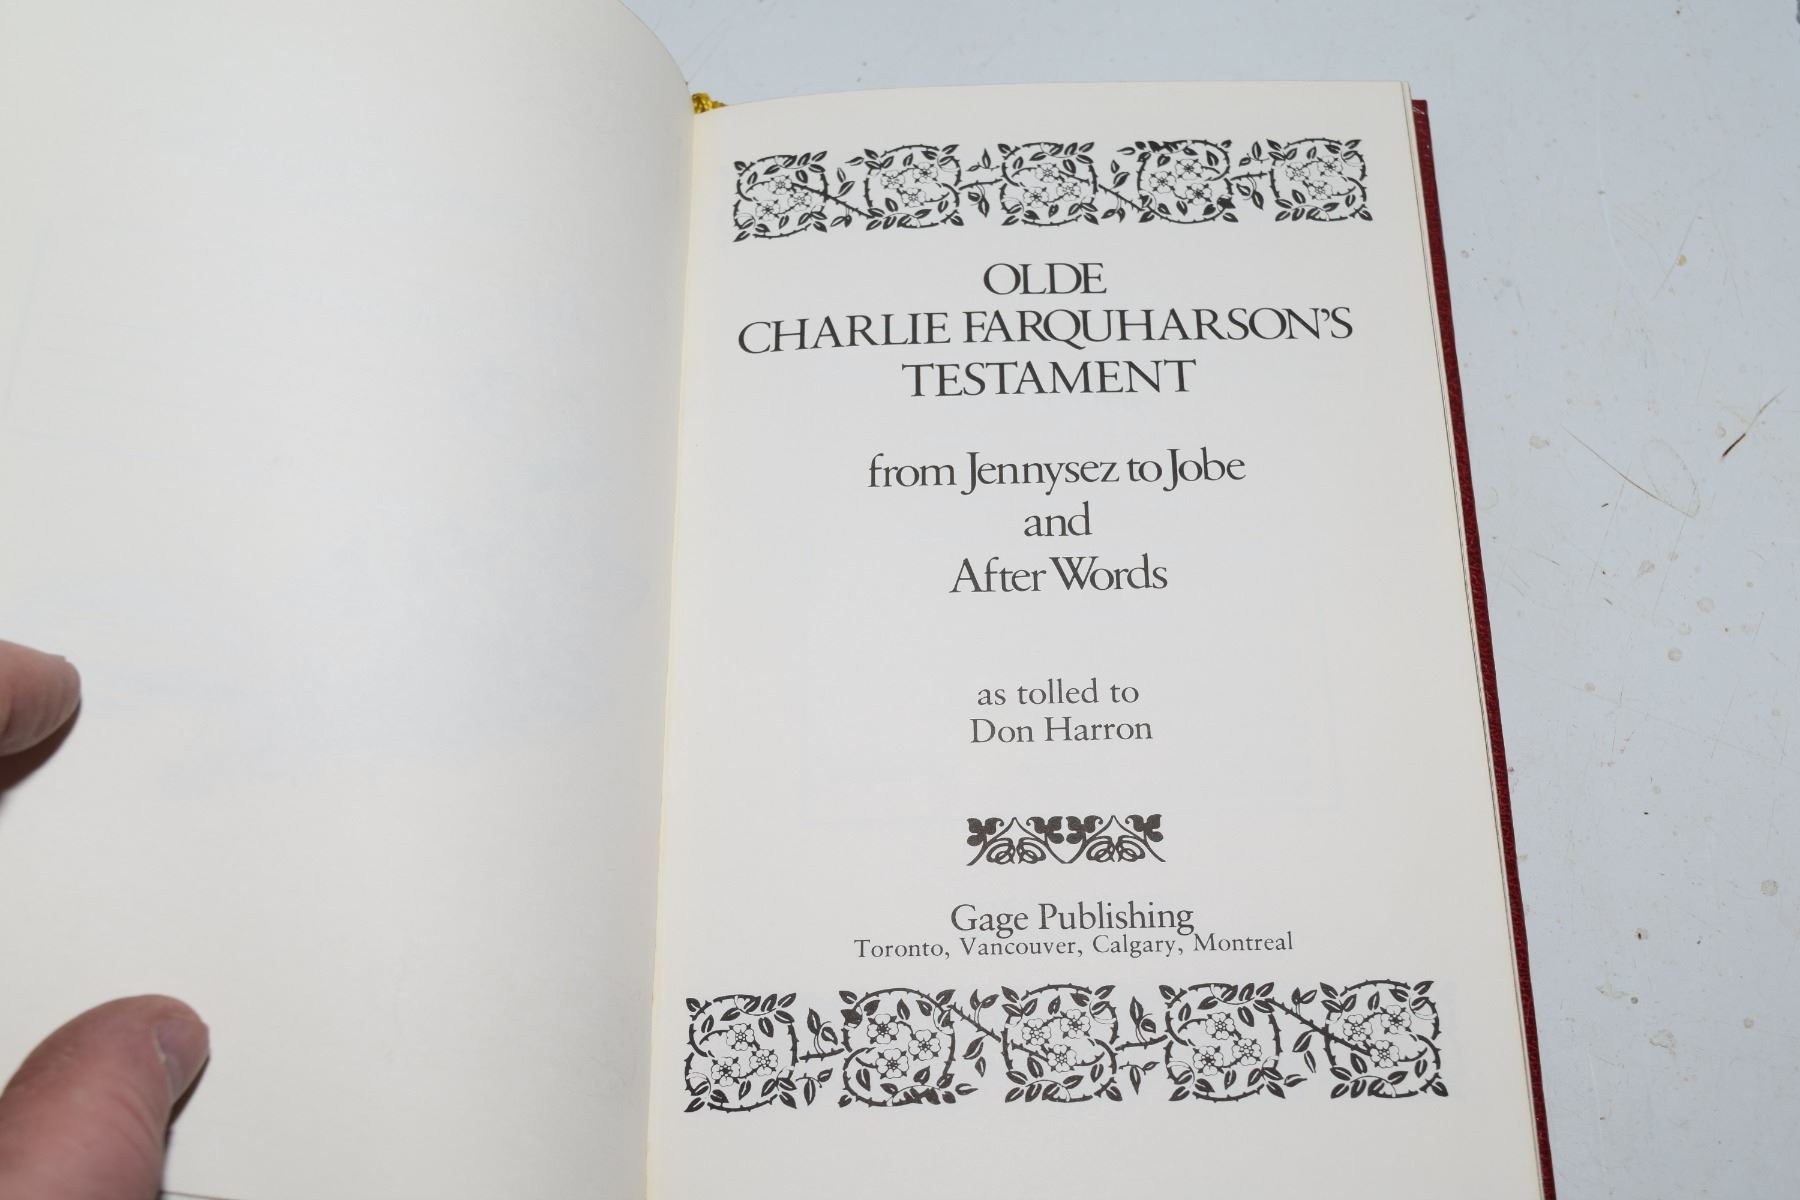 OLDE
CHARLIE FARQUHARSON'S
TESTAMENT
from Jennysez to Jobe
and
After Words
as tolled to
Don Harron
Gage Publishing
Toronto, Vancouver, Calgary, Montreal